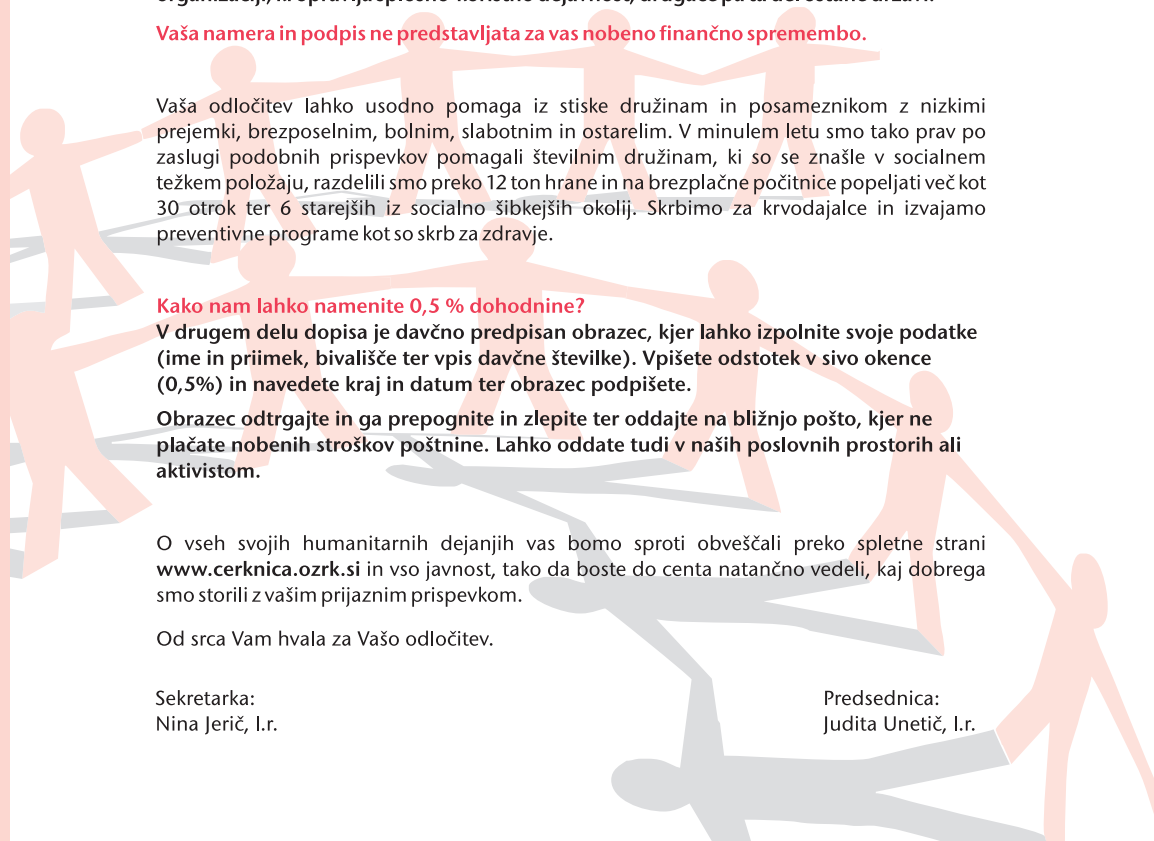 Vaša namera in podpis ne predstavljata za vas nobeno finančno spremembo.
Vaša odločitev lahko usodno pomaga iz stiske družinam in posameznikom z nizkimi
prejemki, brezposelnim, bolnim, slabotnim in ostarelim. V minulem letu smo tako prav po
zaslugi podobnih prispevkov pomagali številnim družinam, ki so se znašle v socialnem
težkem položaju, razdelili smo preko 12 ton hrane in na brezplačne počitnice popeljati več kot
30 otrok ter 6 starejših iz socialno šibkejših okolij. Skrbimo za krvodajalce in izvajamo
preventivne programe kot so skrb za zdravje.
Kako nam lahko namenite 0,5 % dohodnine?
V drugem delu dopisa je davčno predpisan obrazec, kjer lahko izpolnite svoje podatke
(ime in priimek, bivališče ter vpis davčne številke). Vpišete odstotek v sivo okence
(0,5%) in navedete kraj in datum ter obrazec podpišete.
Obrazec odtrgajte in ga prepognite in zlepite ter oddajte na bližnjo pošto, kjer ne
plačate nobenih stroškov poštnine. Lahko oddate tudi v naših poslovnih prostorih ali
aktivistom.
O vseh svojih humanitarnih dejanjih vas bomo sproti obveščali preko spletne strani
www.cerknica.ozrk.si in vso javnost, tako da boste do centa natančno vedeli, kaj dobrega
smo storili z vašim prijaznim prispevkom.
Od srca Vam hvala za Vašo odločitev.
Sekretarka:
Nina Jerič, l.r.
Predsednica:
Judita Unetič, l.r.